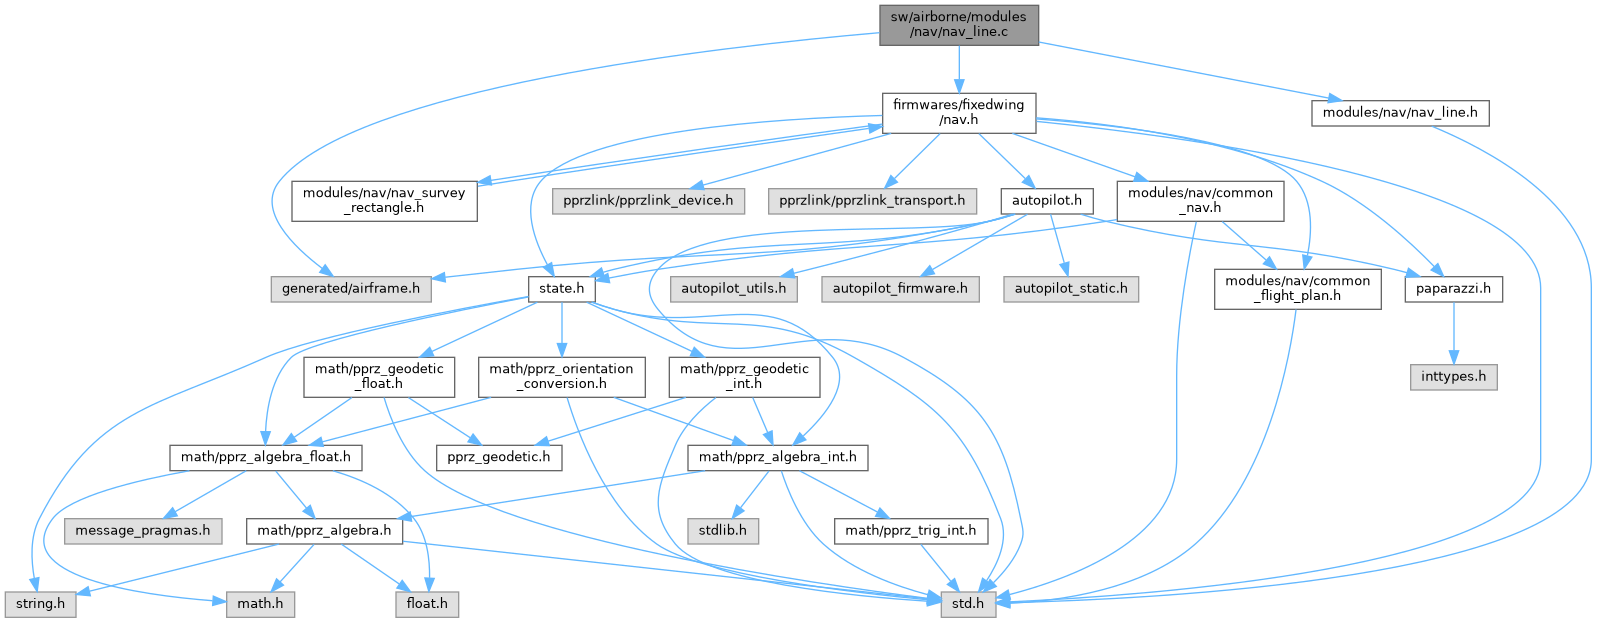 sw/airborne/modules
/nav/nav_line.c
firmwares/fixedwing
/nav.h
modules/nav/nav_line.h
modules/nav/nav_survey
_rectangle.h
pprzlink/pprzlink_device.h
pprzlink/pprzlink_transport.h
autopilot.h
modules/nav/common
_nav.h
generated/airframe.h
state.h
autopilot_utils.h
autopilot_firmware.h
autopilot_static.h
modules/nav/common
_flight_plan.h
paparazzi.h
math/pprz_geodetic
_float.h
math/pprz_orientation
_conversion.h
math/pprz_geodetic
_int.h
inttypes.h
math/pprz_algebra_float.h
pprz_geodetic.h
math/pprz_algebra_int.h
message_pragmas.h
math/pprz_algebra.h
stdlib.h
math/pprz_trig_int.h
string.h
math.h
float.h
std.h